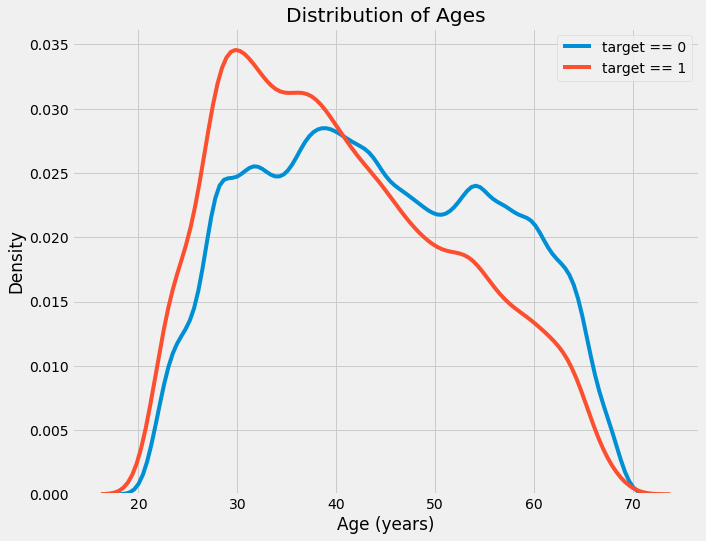 Distribution of Ages
target == 0
target == 1
0.035
0.030
0.025
0.020
0.015
0.010
0.005
0.000
Density
20 30 40 50 60 70
Age (years)